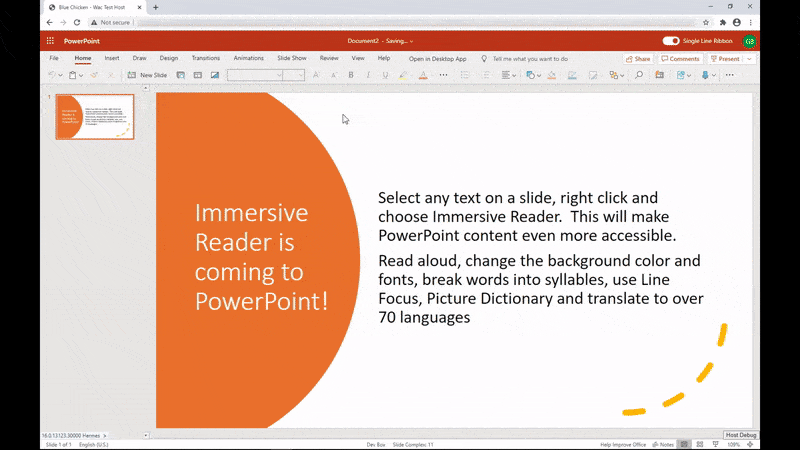 Blue Chicken - Wac Test Host
Not secure
PowerPoint
Document2 - Saving...
Single Line Ribbon
GB
File Home Insert Draw Design Transitions Animations Slide Show Review View Help Open in Desktop App Tell me what you want to do
Share Comments Present
New Slide
1
Immersive
Reader is
coming to
PowerPoint!
Select any text on a slide, right click and
choose Immersive Reader. This will make
PowerPoint content even more accessible.
Read aloud, change the background color and
fonts, break words into syllables, use Line
Focus, Picture Dictionary and translate to over
70 languages
16.0.13123.30000 Hermes
Host Debug
Slide 1 of 1 English (U.S.) Dev Box Slide Complex: 11 Help Improve Office Notes 109%